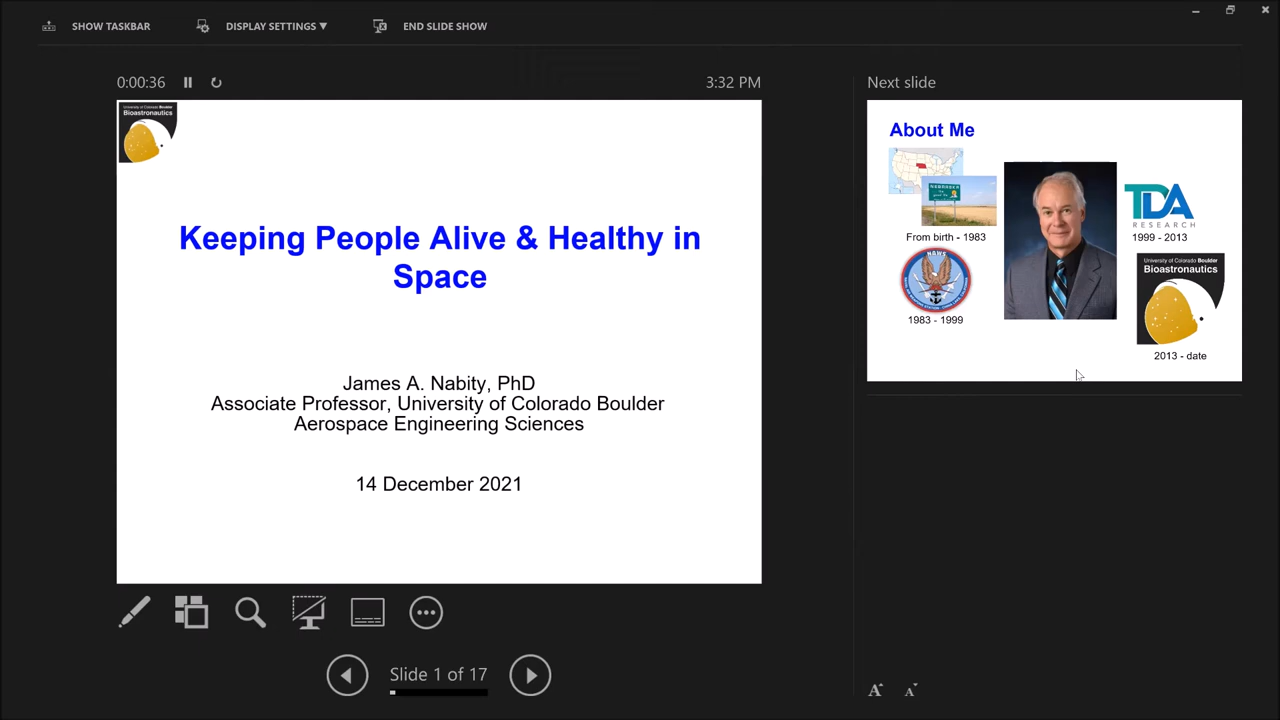 SHOW TASKBAR
DISPLAY SETTINGS ▼
END SLIDE SHOW
0:00:36
3:32 PM
University of Colorado Boulder
Bioastronautics
Keeping People Alive & Healthy in
Space
James A. Nabity, PhD
Associate Professor, University of Colorado Boulder
Aerospace Engineering Sciences
14 December 2021
Slide 1 of 17
Next slide
About Me
NEBRASKA
From birth - 1983
NAWS
1983 - 1999
TDA
RESEARCH
1999 - 2013
University of Colorado Boulder
Bioastronautics
2013 - date
A
A